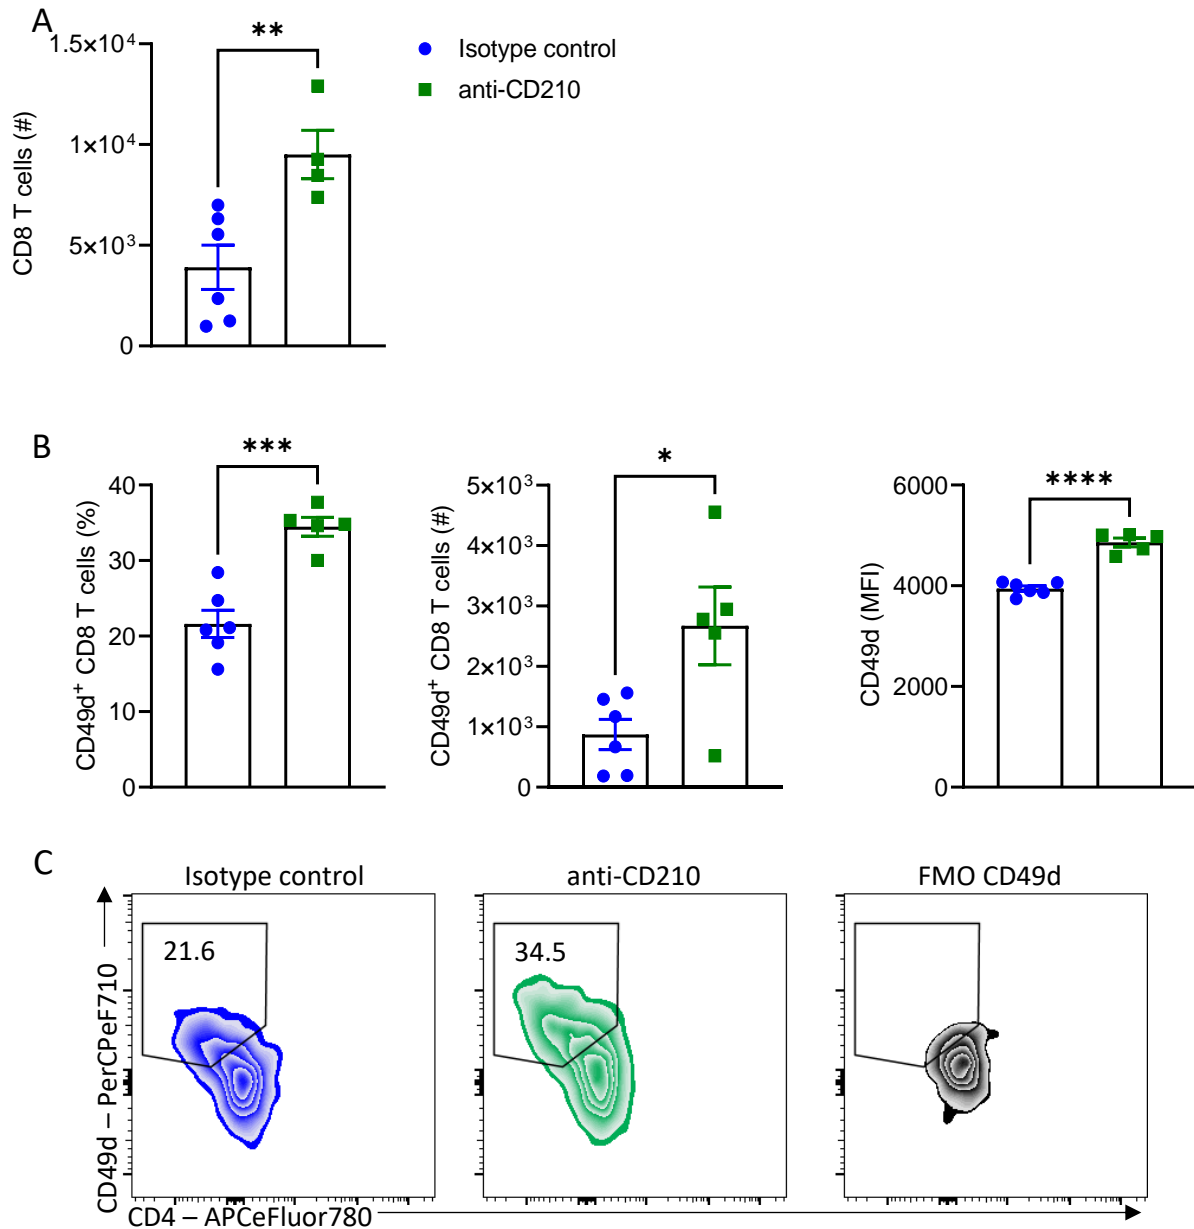 A
1.5×10⁴
1×10⁴
5×10³
0
CD8 T cells (#)
**
Isotype control
anti-CD210
B
40
30
20
10
0
CD49d⁺ CD8 T cells (%)
***
5×10³
4×10³
3×10³
2×10³
1×10³
0
CD49d⁺ CD8 T cells (#)
*
6000
4000
2000
0
CD49d (MFI)
****
C
Isotype control
anti-CD210
FMO CD49d
21.6
34.5
CD49d – PerCPeF710
CD4 – APCeFluor780